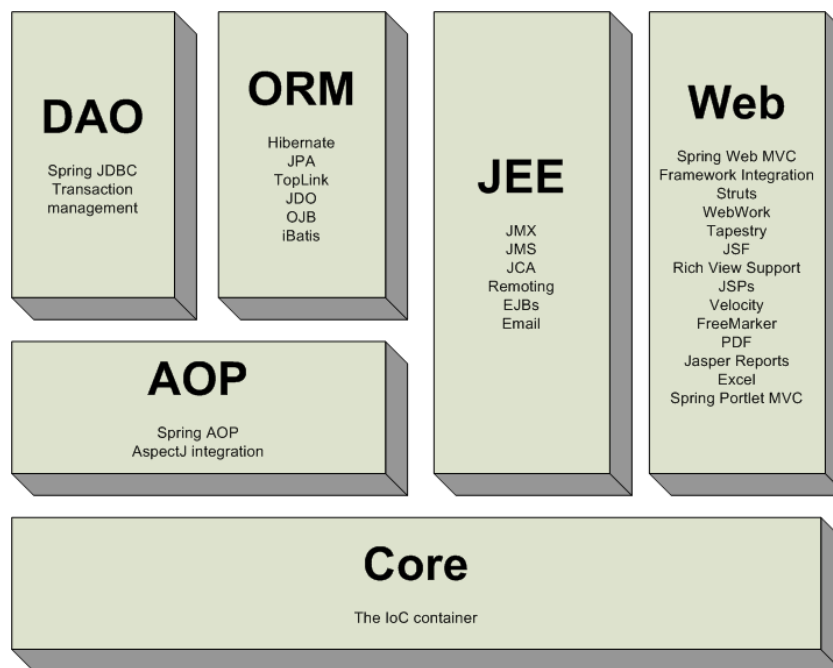 DAO
Spring JDBC
Transaction
management
ORM
Hibernate
JPA
TopLink
JDO
OJB
iBatis
JEE
JMX
JMS
JCA
Remoting
EJBs
Email
Web
Spring Web MVC
Framework Integration
Struts
WebWork
Tapestry
JSF
Rich View Support
JSPs
Velocity
FreeMarker
PDF
Jasper Reports
Excel
Spring Portlet MVC
AOP
Spring AOP
AspectJ integration
Core
The IoC container